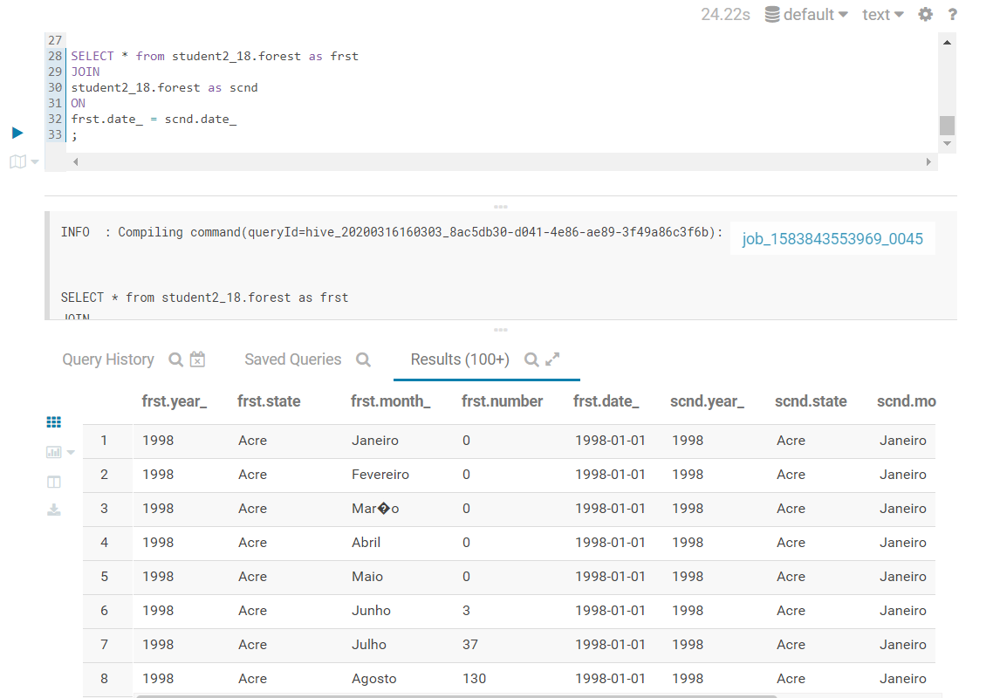 24.22s default text ?
27
28 SELECT * from student2_18.forest as frst
29 JOIN
30 student2_18.forest as scnd
31 ON
32 frst.date_ = scnd.date_
33 ;
INFO  : Compiling command(queryId=hive_20200316160303_8ac5db30-d041-4e86-ae89-3f49a86c3f6b):
job_1583843553969_0045
SELECT * from student2_18.forest as frst
JOIN
Query History Saved Queries Results (100+)
frst.year_ frst.state frst.month_ frst.number frst.date_ scnd.year_ scnd.state scnd.mo
1 1998 Acre Janeiro 0 1998-01-01 1998 Acre Janeiro
2 1998 Acre Fevereiro 0 1998-01-01 1998 Acre Janeiro
3 1998 Acre Mar�o 0 1998-01-01 1998 Acre Janeiro
4 1998 Acre Abril 0 1998-01-01 1998 Acre Janeiro
5 1998 Acre Maio 0 1998-01-01 1998 Acre Janeiro
6 1998 Acre Junho 3 1998-01-01 1998 Acre Janeiro
7 1998 Acre Julho 37 1998-01-01 1998 Acre Janeiro
8 1998 Acre Agosto 130 1998-01-01 1998 Acre Janeiro